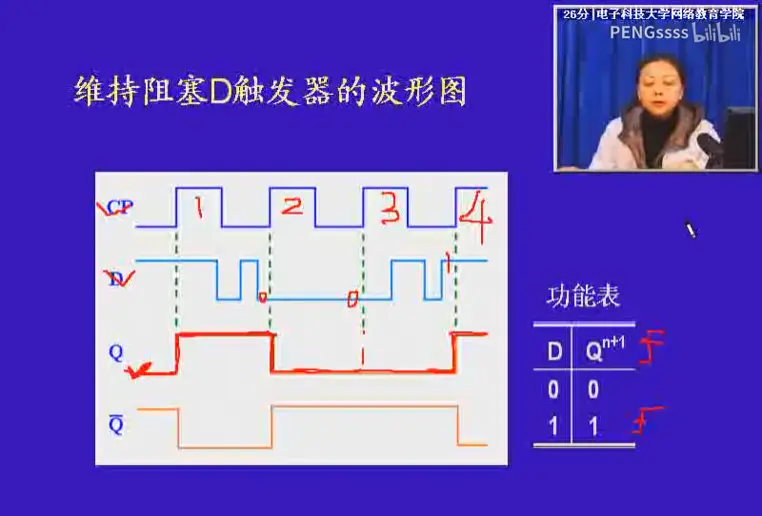 26分|电子科技大学网络教育学院
PENGssss bilibili
维持阻塞D触发器的波形图
CP 1 2 3 4
D 0 0 1
Q
Q̅
功能表
D Qⁿ⁺¹
0 0
1 1